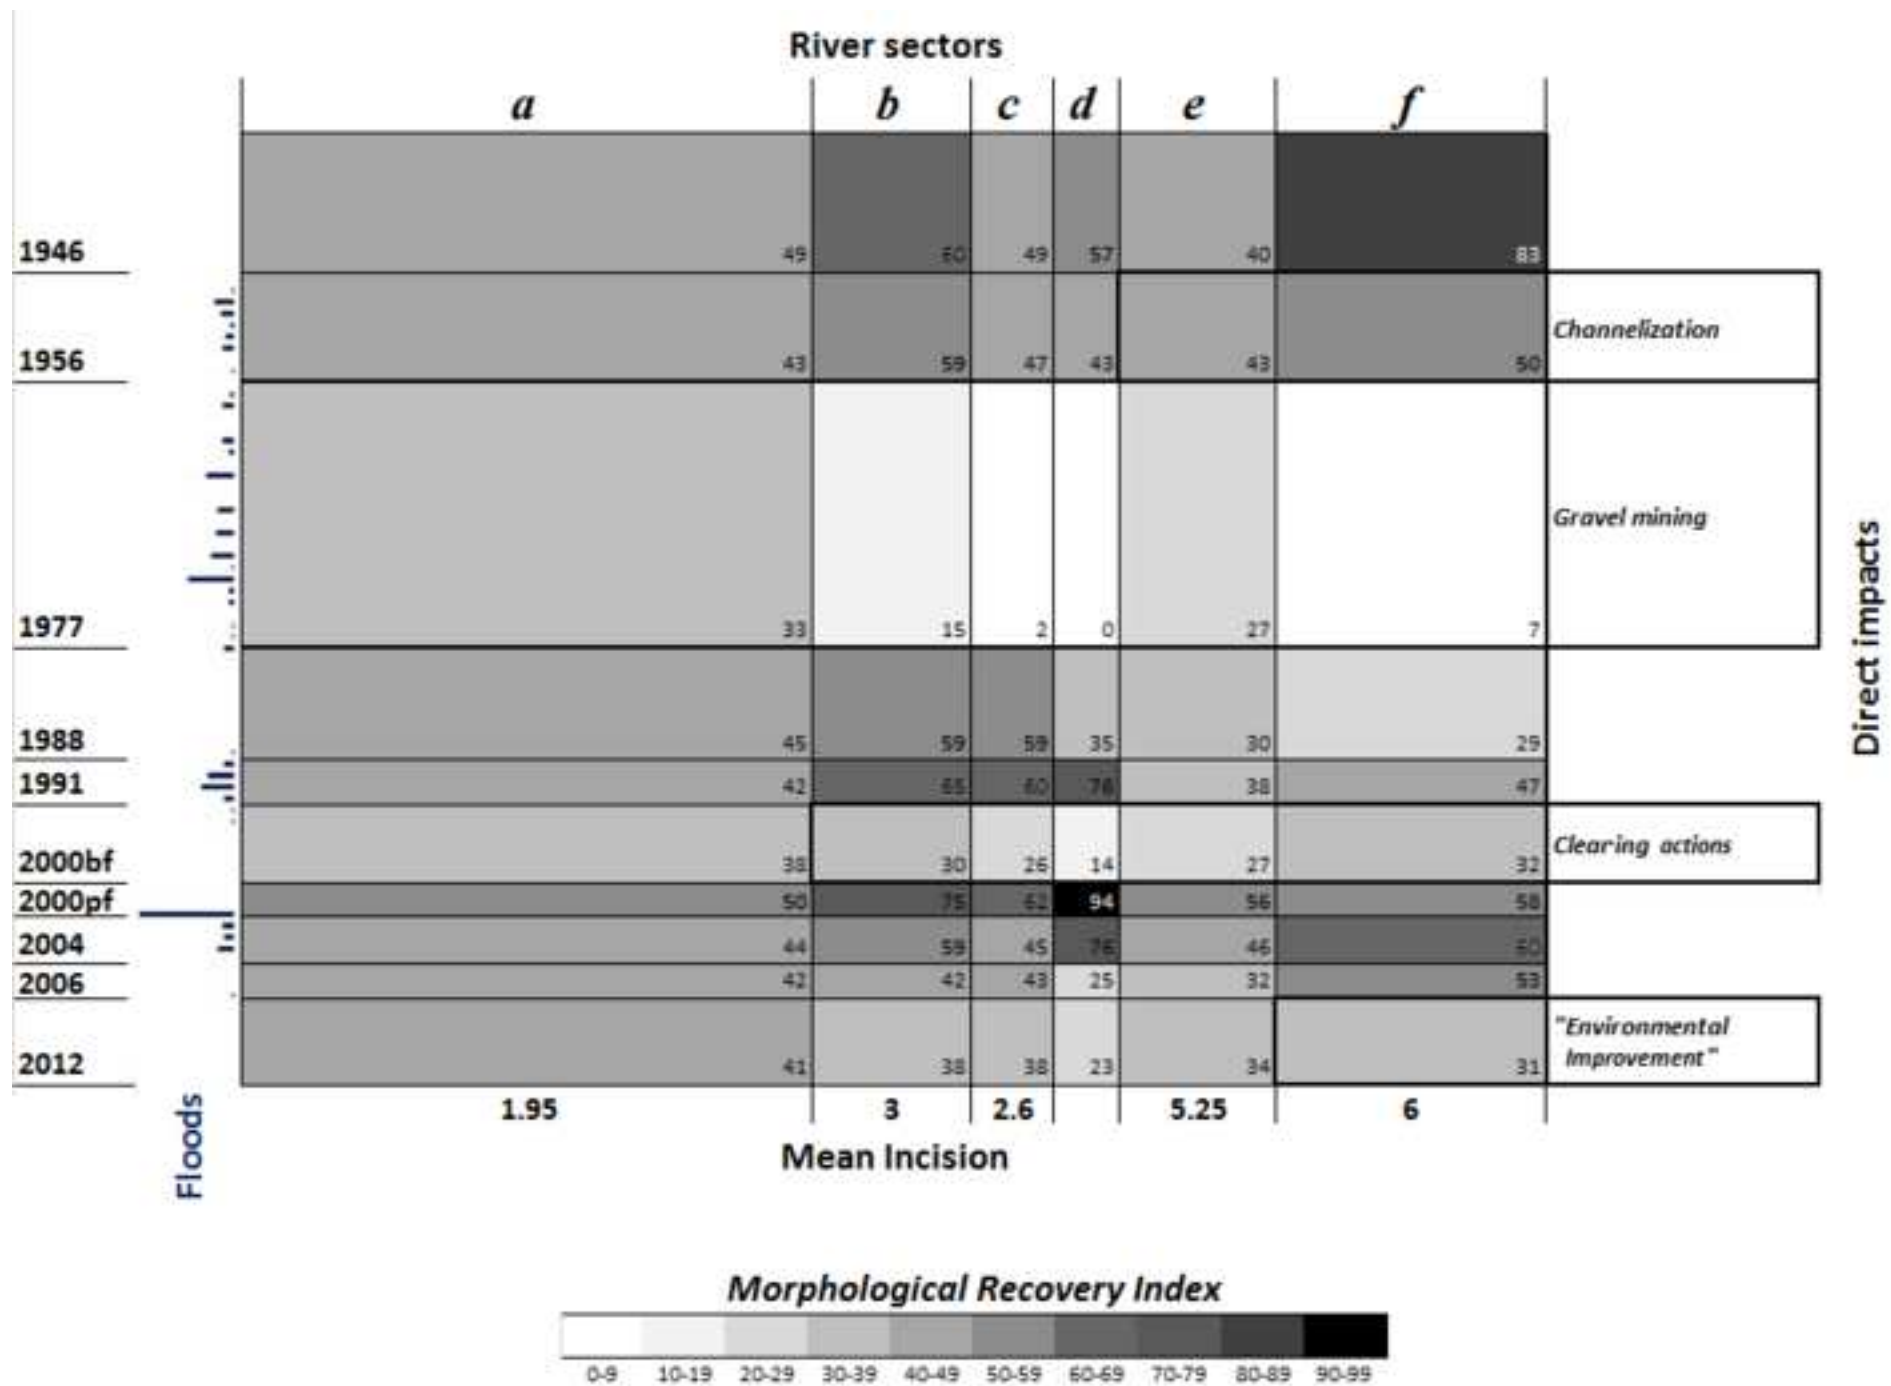 River sectors
a b c d e f
1946 49 60 49 57 40 83
Channelization
1956 43 59 47 43 43 50
Gravel mining
1977 33 15 2 0 27 7
1988 45 59 59 35 30 29
1991 42 65 60 76 38 47
Clearing actions
2000bf 38 30 26 14 27 32
2000pf 50 75 62 94 56 58
2004 44 59 45 76 46 60
2006 42 42 43 25 32 53
"Environmental
Improvement"
2012 41 38 38 23 34 31
Direct impacts
Floods
1.95 3 2.6 5.25 6
Mean Incision
Morphological Recovery Index
0-9 10-19 20-29 30-39 40-49 50-59 60-69 70-79 80-89 90-99